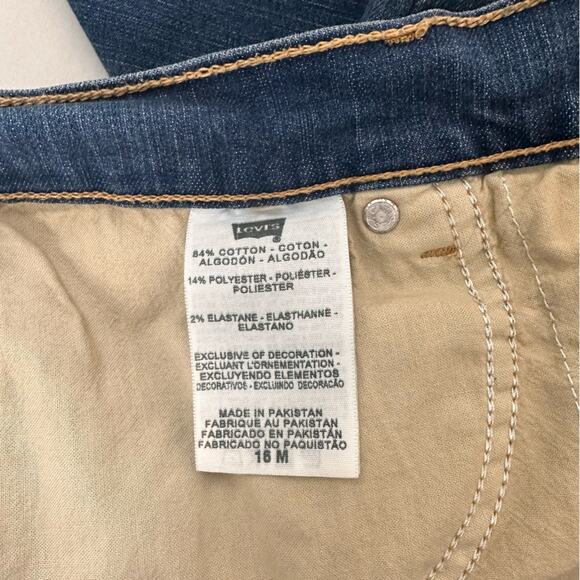 LEVI'S
84% COTTON - COTON -
ALGODÓN - ALGODÃO
14% POLYESTER - POLIÉSTER -
POLIESTER
2% ELASTANE - ELASTHANNE -
ELASTANO
EXCLUSIVE OF DECORATION -
EXCLUANT L'ORNEMENTATION -
EXCLUYENDO ELEMENTOS
DECORATIVOS - EXCLUINDO DECORACÃO
MADE IN PAKISTAN
FABRIQUE AU PAKISTAN
FABRICADO EN PAKISTÁN
FABRICADO NO PAQUISTÃO
16 M